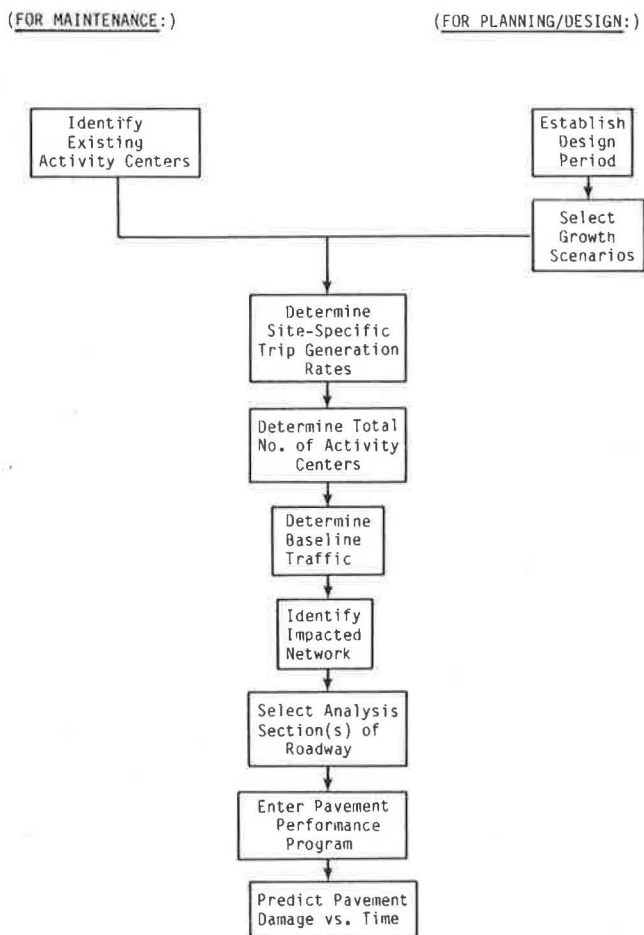 (FOR MAINTENANCE:)
(FOR PLANNING/DESIGN:)
Identify
Existing
Activity Centers
Establish
Design
Period
Select
Growth
Scenarios
Determine
Site-Specific
Trip Generation
Rates
Determine Total
No. of Activity
Centers
Determine
Baseline
Traffic
Identify
Impacted
Network
Select Analysis
Section(s) of
Roadway
Enter Pavement
Performance
Program
Predict Pavement
Damage vs. Time